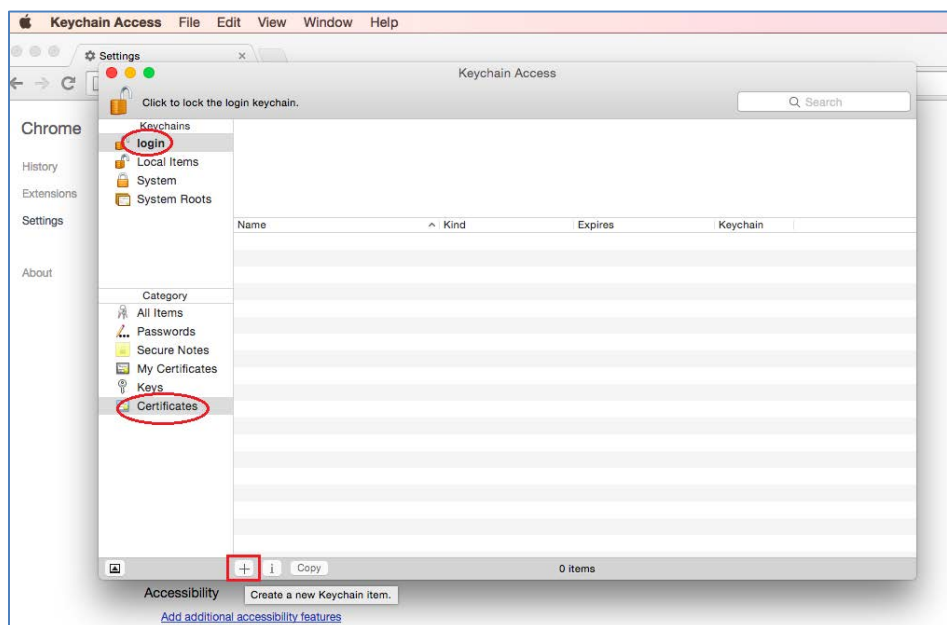 Keychain Access File Edit View Window Help
Settings
Keychain Access
Click to lock the login keychain.
Search
Chrome
History
Extensions
Settings
About
Keychains
login
Local Items
System
System Roots
Name Kind Expires Keychain
Category
All Items
Passwords
Secure Notes
My Certificates
Keys
Certificates
+ i Copy 0 items
Accessibility
Create a new Keychain item.
Add additional accessibility features